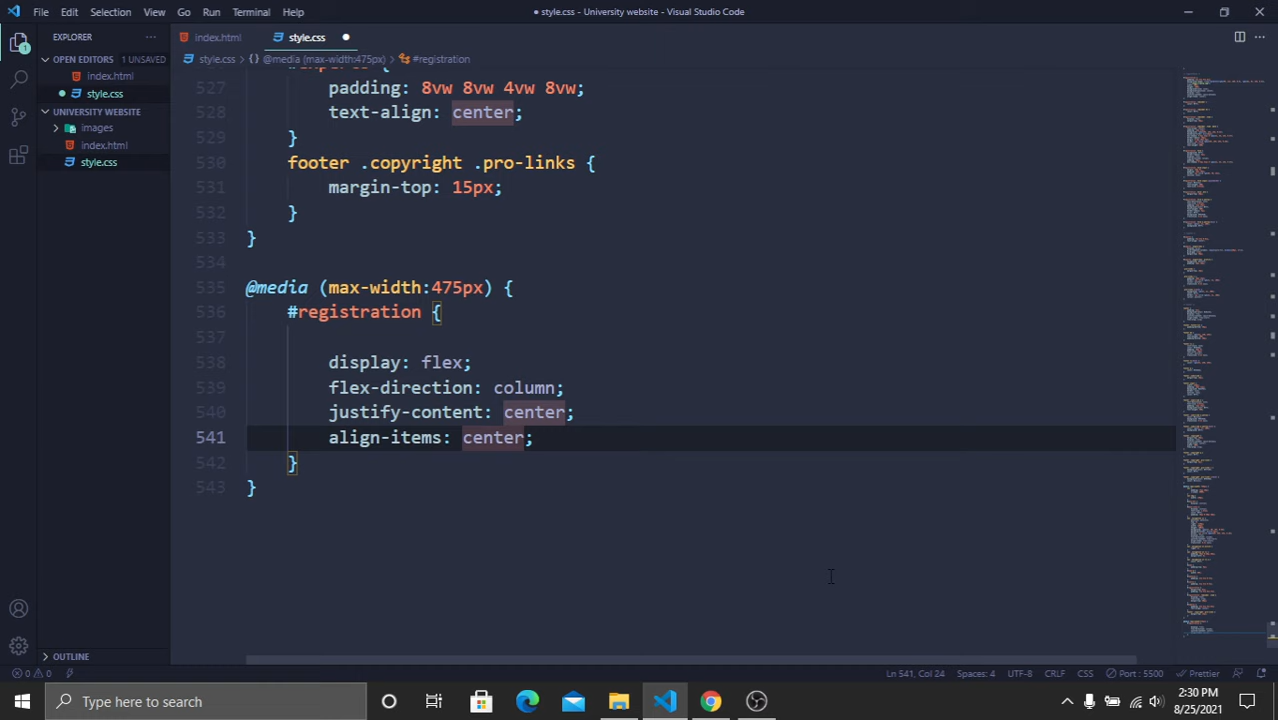 File Edit Selection View Go Run Terminal Help
● style.css - University website - Visual Studio Code
EXPLORER ...
index.html
style.css ●
OPEN EDITORS 1 UNSAVED
style.css > {} @media (max-width:475px) > #registration
index.html
● style.css
UNIVERSITY WEBSITE
images
index.html
style.css
527 padding: 8vw 8vw 4vw 8vw;
528 text-align: center;
529 }
530 footer .copyright .pro-links {
531 margin-top: 15px;
532 }
533 }
534
535 @media (max-width:475px) {
536 #registration {
537
538 display: flex;
539 flex-direction: column;
540 justify-content: center;
541 align-items: center;
542 }
543 }
1
OUTLINE
0 0
Ln 541, Col 24 Spaces: 4 UTF-8 CRLF CSS Port : 5500 Prettier
Type here to search
2:30 PM
8/25/2021